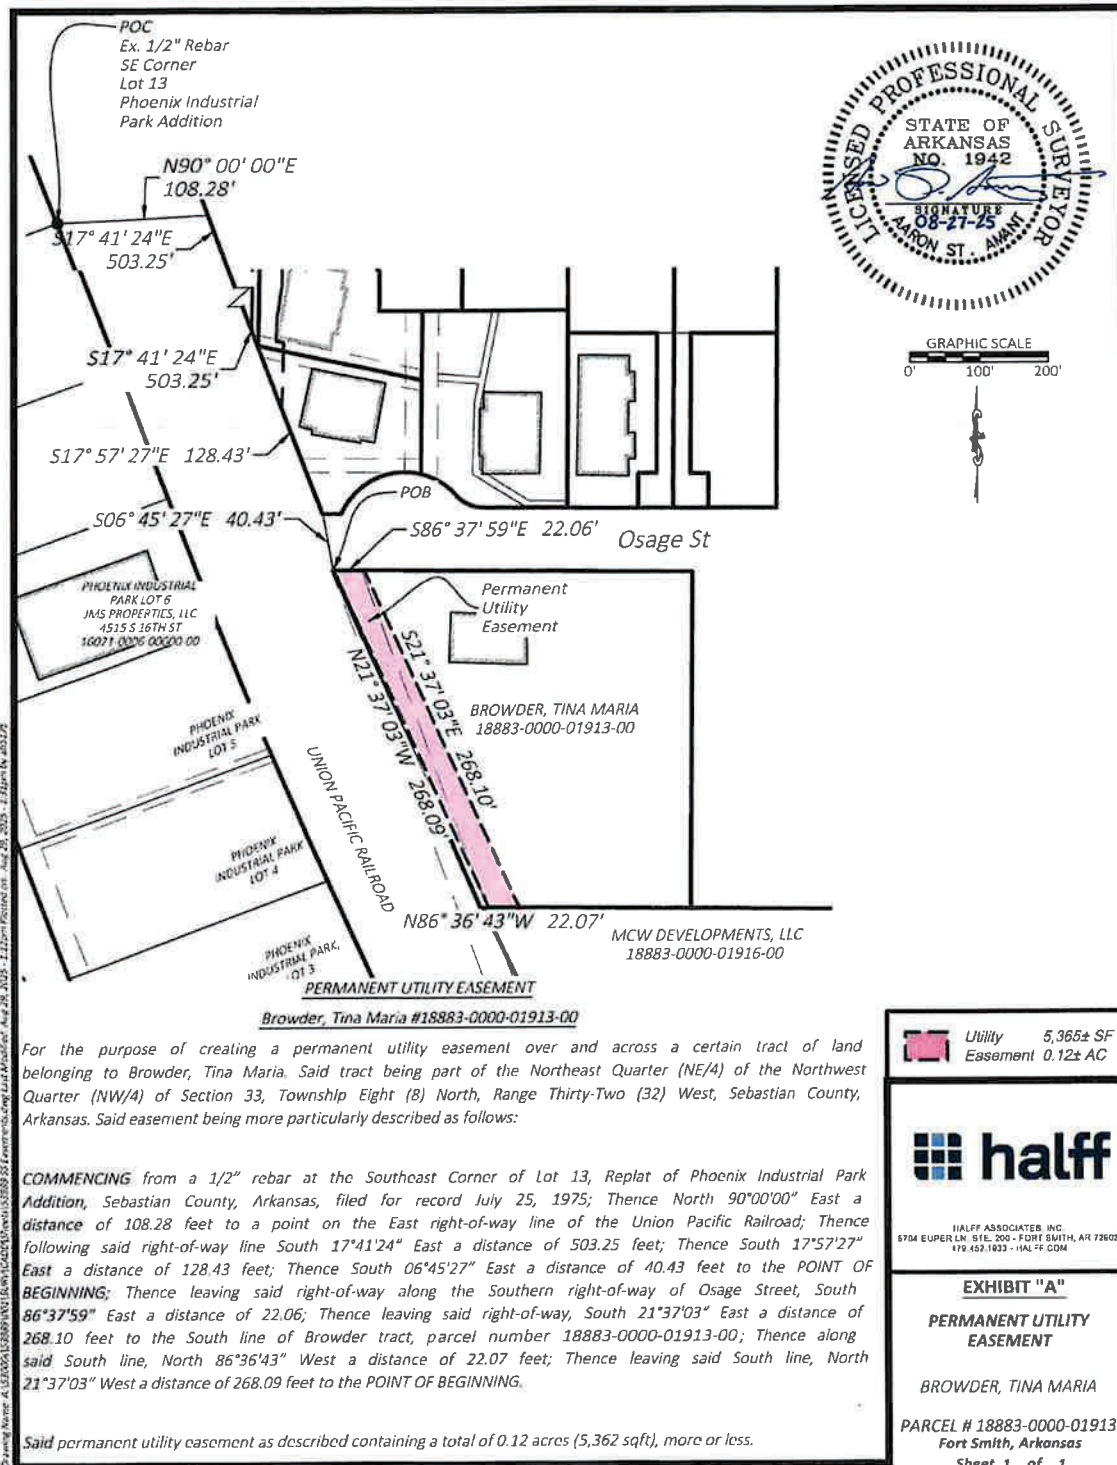 POC
Ex. 1/2" Rebar
SE Corner
Lot 13
Phoenix Industrial
Park Addition
N90° 00' 00"E
108.28'
S17° 41' 24"E
503.25'
S17° 41' 24"E
503.25'
S17° 57' 27"E 128.43'
POB
S06° 45' 27"E 40.43'
S86° 37' 59"E 22.06'
Osage St
LICENSED PROFESSIONAL SURVEYOR
STATE OF
ARKANSAS
NO. 1942
SIGNATURE
08-27-25
AARON ST. AMANT
GRAPHIC SCALE
0' 100' 200'
PHOENIX INDUSTRIAL
PARK LOT 6
JMS PROPERTIES, LLC
4515 S 16TH ST
16071-0006-00000-00
Permanent
Utility
Easement
S21° 37' 03"E 268.10'
N21° 37' 03"W 268.09'
BROWDER, TINA MARIA
18883-0000-01913-00
PHOENIX
INDUSTRIAL PARK
LOT 5
UNION PACIFIC RAILROAD
PHOENIX
INDUSTRIAL PARK
LOT 4
PHOENIX
INDUSTRIAL PARK,
OT 3
N86° 36' 43"W 22.07'
MCW DEVELOPMENTS, LLC
18883-0000-01916-00
PERMANENT UTILITY EASEMENT
Browder, Tina Maria #18883-0000-01913-00
For the purpose of creating a permanent utility easement over and across a certain tract of land
belonging to Browder, Tina Maria. Said tract being part of the Northeast Quarter (NE/4) of the Northwest
Quarter (NW/4) of Section 33, Township Eight (8) North, Range Thirty-Two (32) West, Sebastian County,
Arkansas. Said easement being more particularly described as follows:
COMMENCING from a 1/2" rebar at the Southeast Corner of Lot 13, Replat of Phoenix Industrial Park
Addition, Sebastian County, Arkansas, filed for record July 25, 1975; Thence North 90°00'00" East a
distance of 108.28 feet to a point on the East right-of-way line of the Union Pacific Railroad; Thence
following said right-of-way line South 17°41'24" East a distance of 503.25 feet; Thence South 17°57'27"
East a distance of 128.43 feet; Thence South 06°45'27" East a distance of 40.43 feet to the POINT OF
BEGINNING; Thence leaving said right-of-way along the Southern right-of-way of Osage Street, South
86°37'59" East a distance of 22.06; Thence leaving said right-of-way, South 21°37'03" East a distance of
268.10 feet to the South line of Browder tract, parcel number 18883-0000-01913-00; Thence along
said South line, North 86°36'43" West a distance of 22.07 feet; Thence leaving said South line, North
21°37'03" West a distance of 268.09 feet to the POINT OF BEGINNING.
Said permanent utility easement as described containing a total of 0.12 acres (5,362 sqft), more or less.
Utility 5,365± SF
Easement 0.12± AC
halff
HALFF ASSOCIATES, INC.
5704 EUPER LN, STE. 200 - FORT SMITH, AR 72903
479.452.1933 - HALFF.COM
EXHIBIT "A"
PERMANENT UTILITY
EASEMENT
BROWDER, TINA MARIA
PARCEL # 18883-0000-01913
Fort Smith, Arkansas
Sheet 1 of 1